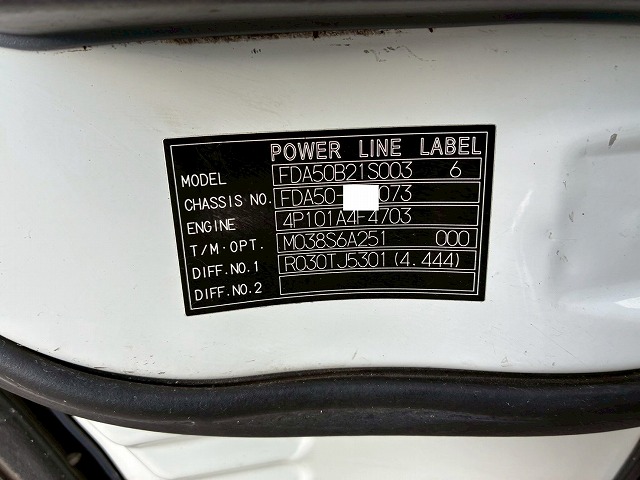 POWER LINE LABEL
MODEL FDA50B21S003 6
CHASSIS NO. FDA50- 073
ENGINE 4P101A4F4703
T/M·OPT. M038S6A251 000
DIFF.NO.1 R030TJ5301(4.444)
DIFF.NO.2